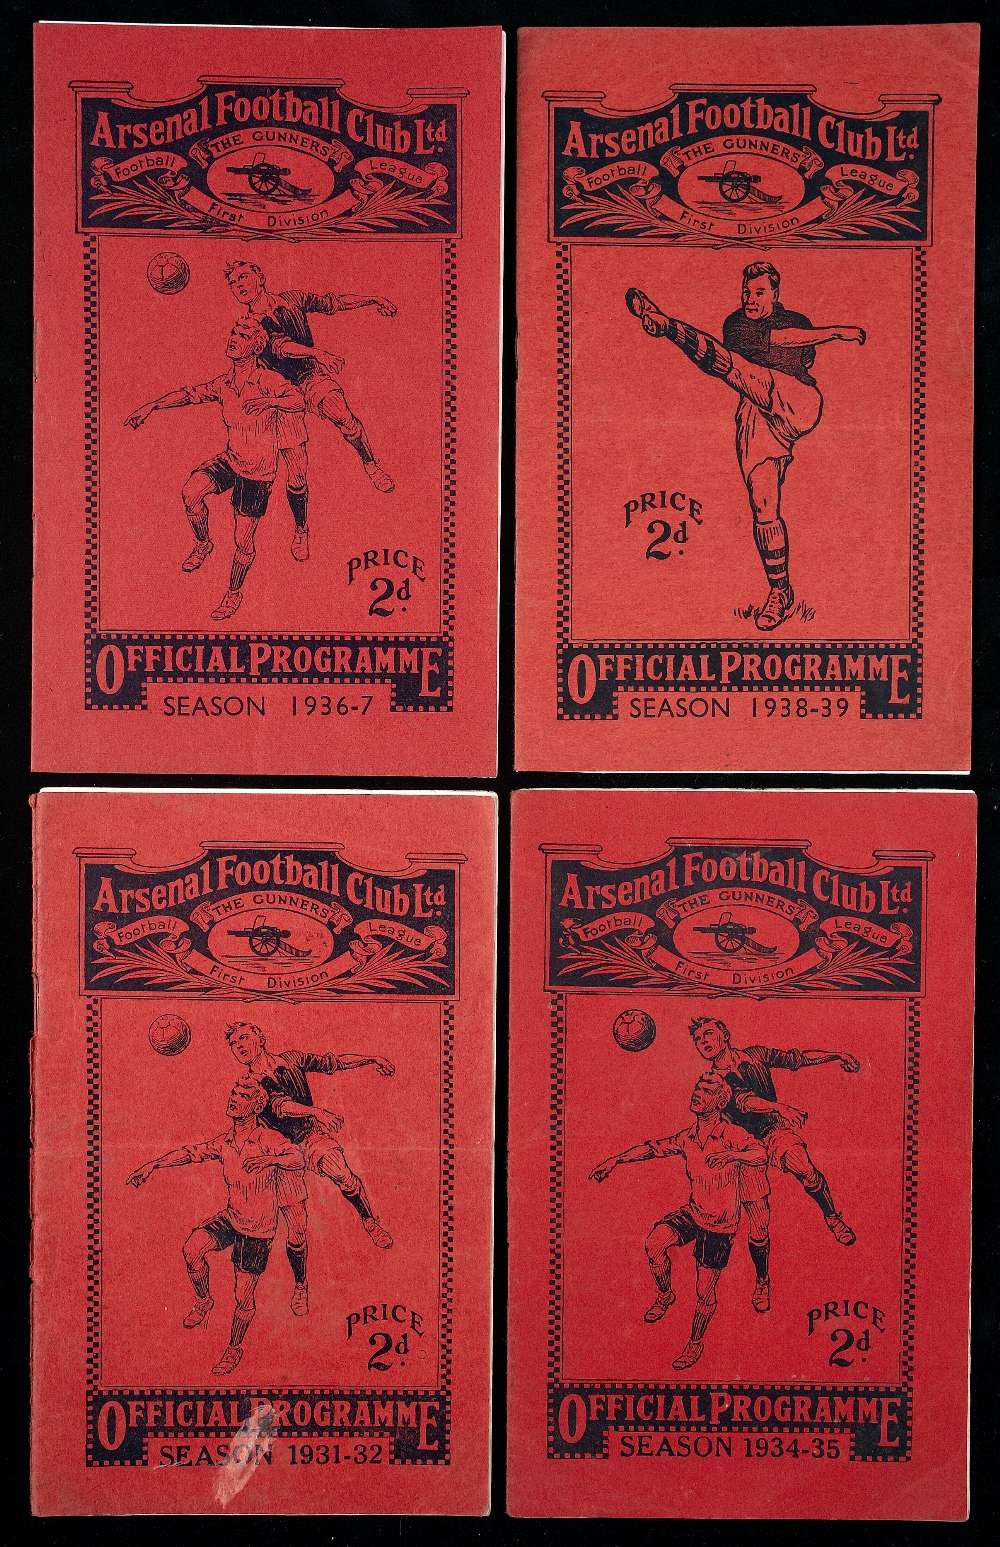 Arsenal Football Club Ltd.
THE GUNNERS
Football League
First Division
PRICE
2d.
OFFICIAL PROGRAMME
SEASON 1936-7
Arsenal Football Club Ltd.
THE GUNNERS
Football League
First Division
PRICE
2d.
OFFICIAL PROGRAMME
SEASON 1938-39
Arsenal Football Club Ltd.
THE GUNNERS
Football League
First Division
PRICE
2d.
OFFICIAL PROGRAMME
SEASON 1931-32
Arsenal Football Club Ltd.
THE GUNNERS
Football League
First Division
PRICE
2d.
OFFICIAL PROGRAMME
SEASON 1934-35